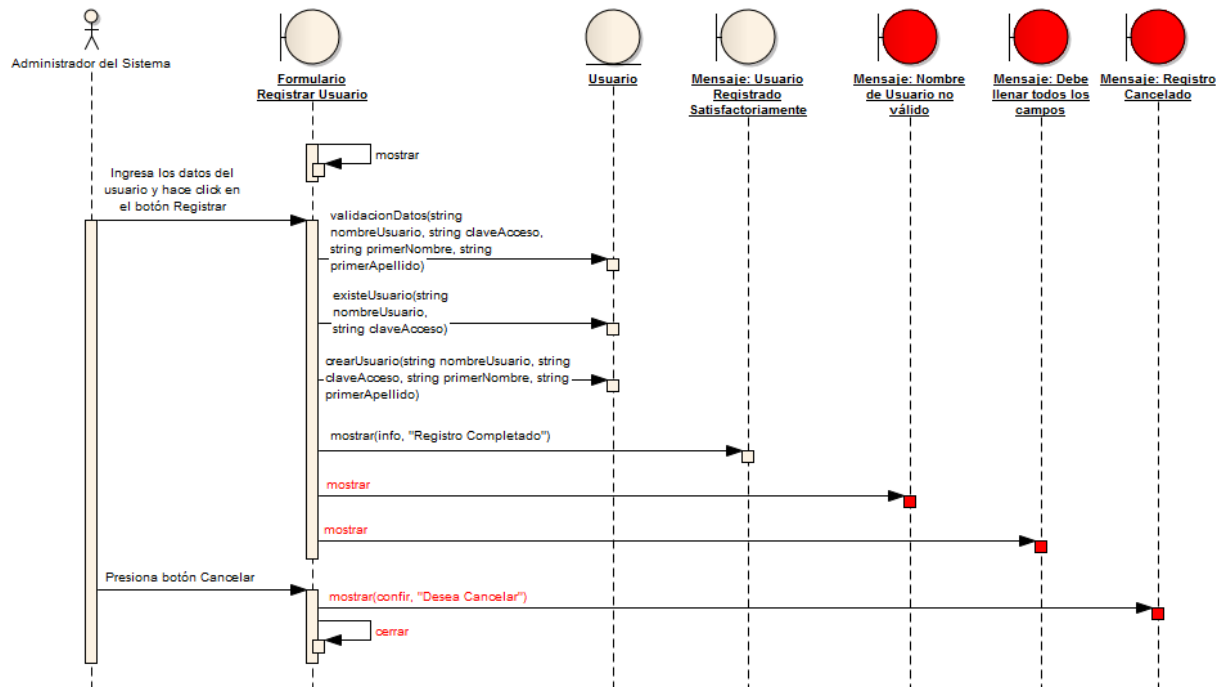 Administrador del Sistema
Formulario
Registrar Usuario
Usuario
Mensaje: Usuario
Registrado
Satisfactoriamente
Mensaje: Nombre
de Usuario no
válido
Mensaje: Debe
llenar todos los
campos
Mensaje: Registro
Cancelado
mostrar
Ingresa los datos del
usuario y hace click en
el botón Registrar
validacionDatos(string
nombreUsuario, string claveAcceso,
string primerNombre, string
primerApellido)
existeUsuario(string
nombreUsuario,
string claveAcceso)
crearUsuario(string nombreUsuario, string
claveAcceso, string primerNombre, string
primerApellido)
mostrar(info, "Registro Completado")
mostrar
mostrar
Presiona botón Cancelar
mostrar(confir, "Desea Cancelar")
cerrar